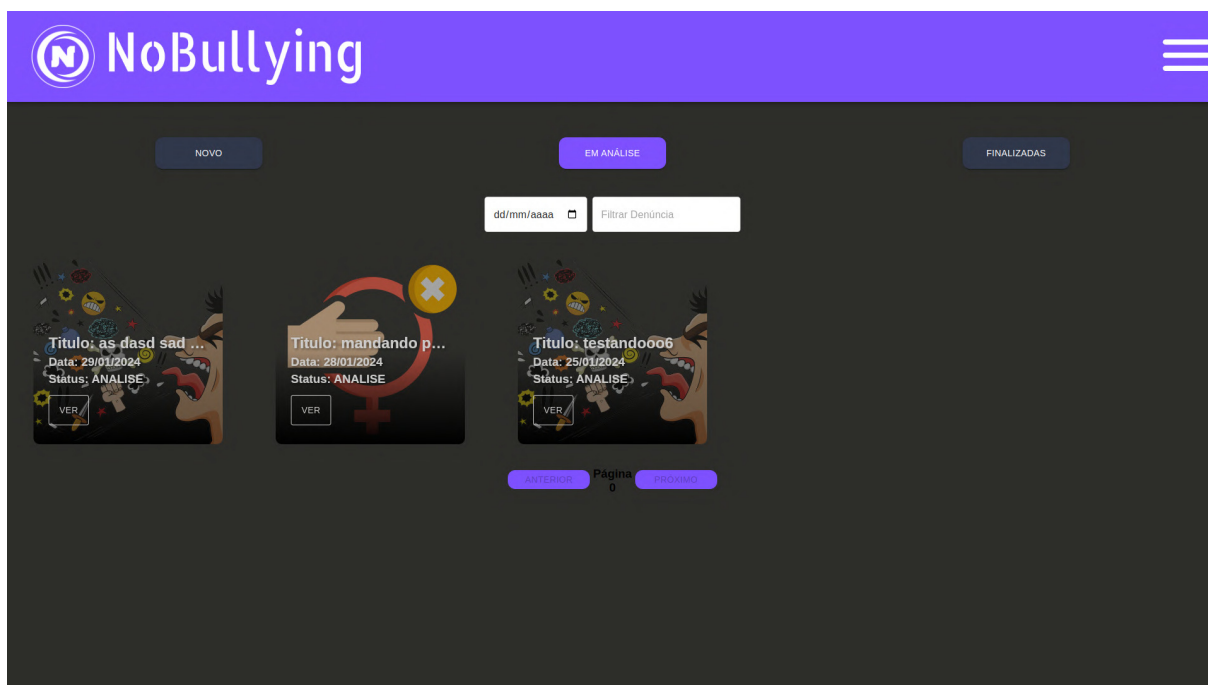 N NoBullying
NOVO
EM ANÁLISE
FINALIZADAS
dd/mm/aaaa
Filtrar Denúncia
Titulo: as dasd sad ...
Data: 29/01/2024
Status: ANALISE
VER
Titulo: mandando p...
Data: 28/01/2024
Status: ANALISE
VER
Titulo: testandooo6
Data: 25/01/2024
Status: ANALISE
VER
ANTERIOR
Página
0
PRÓXIMO